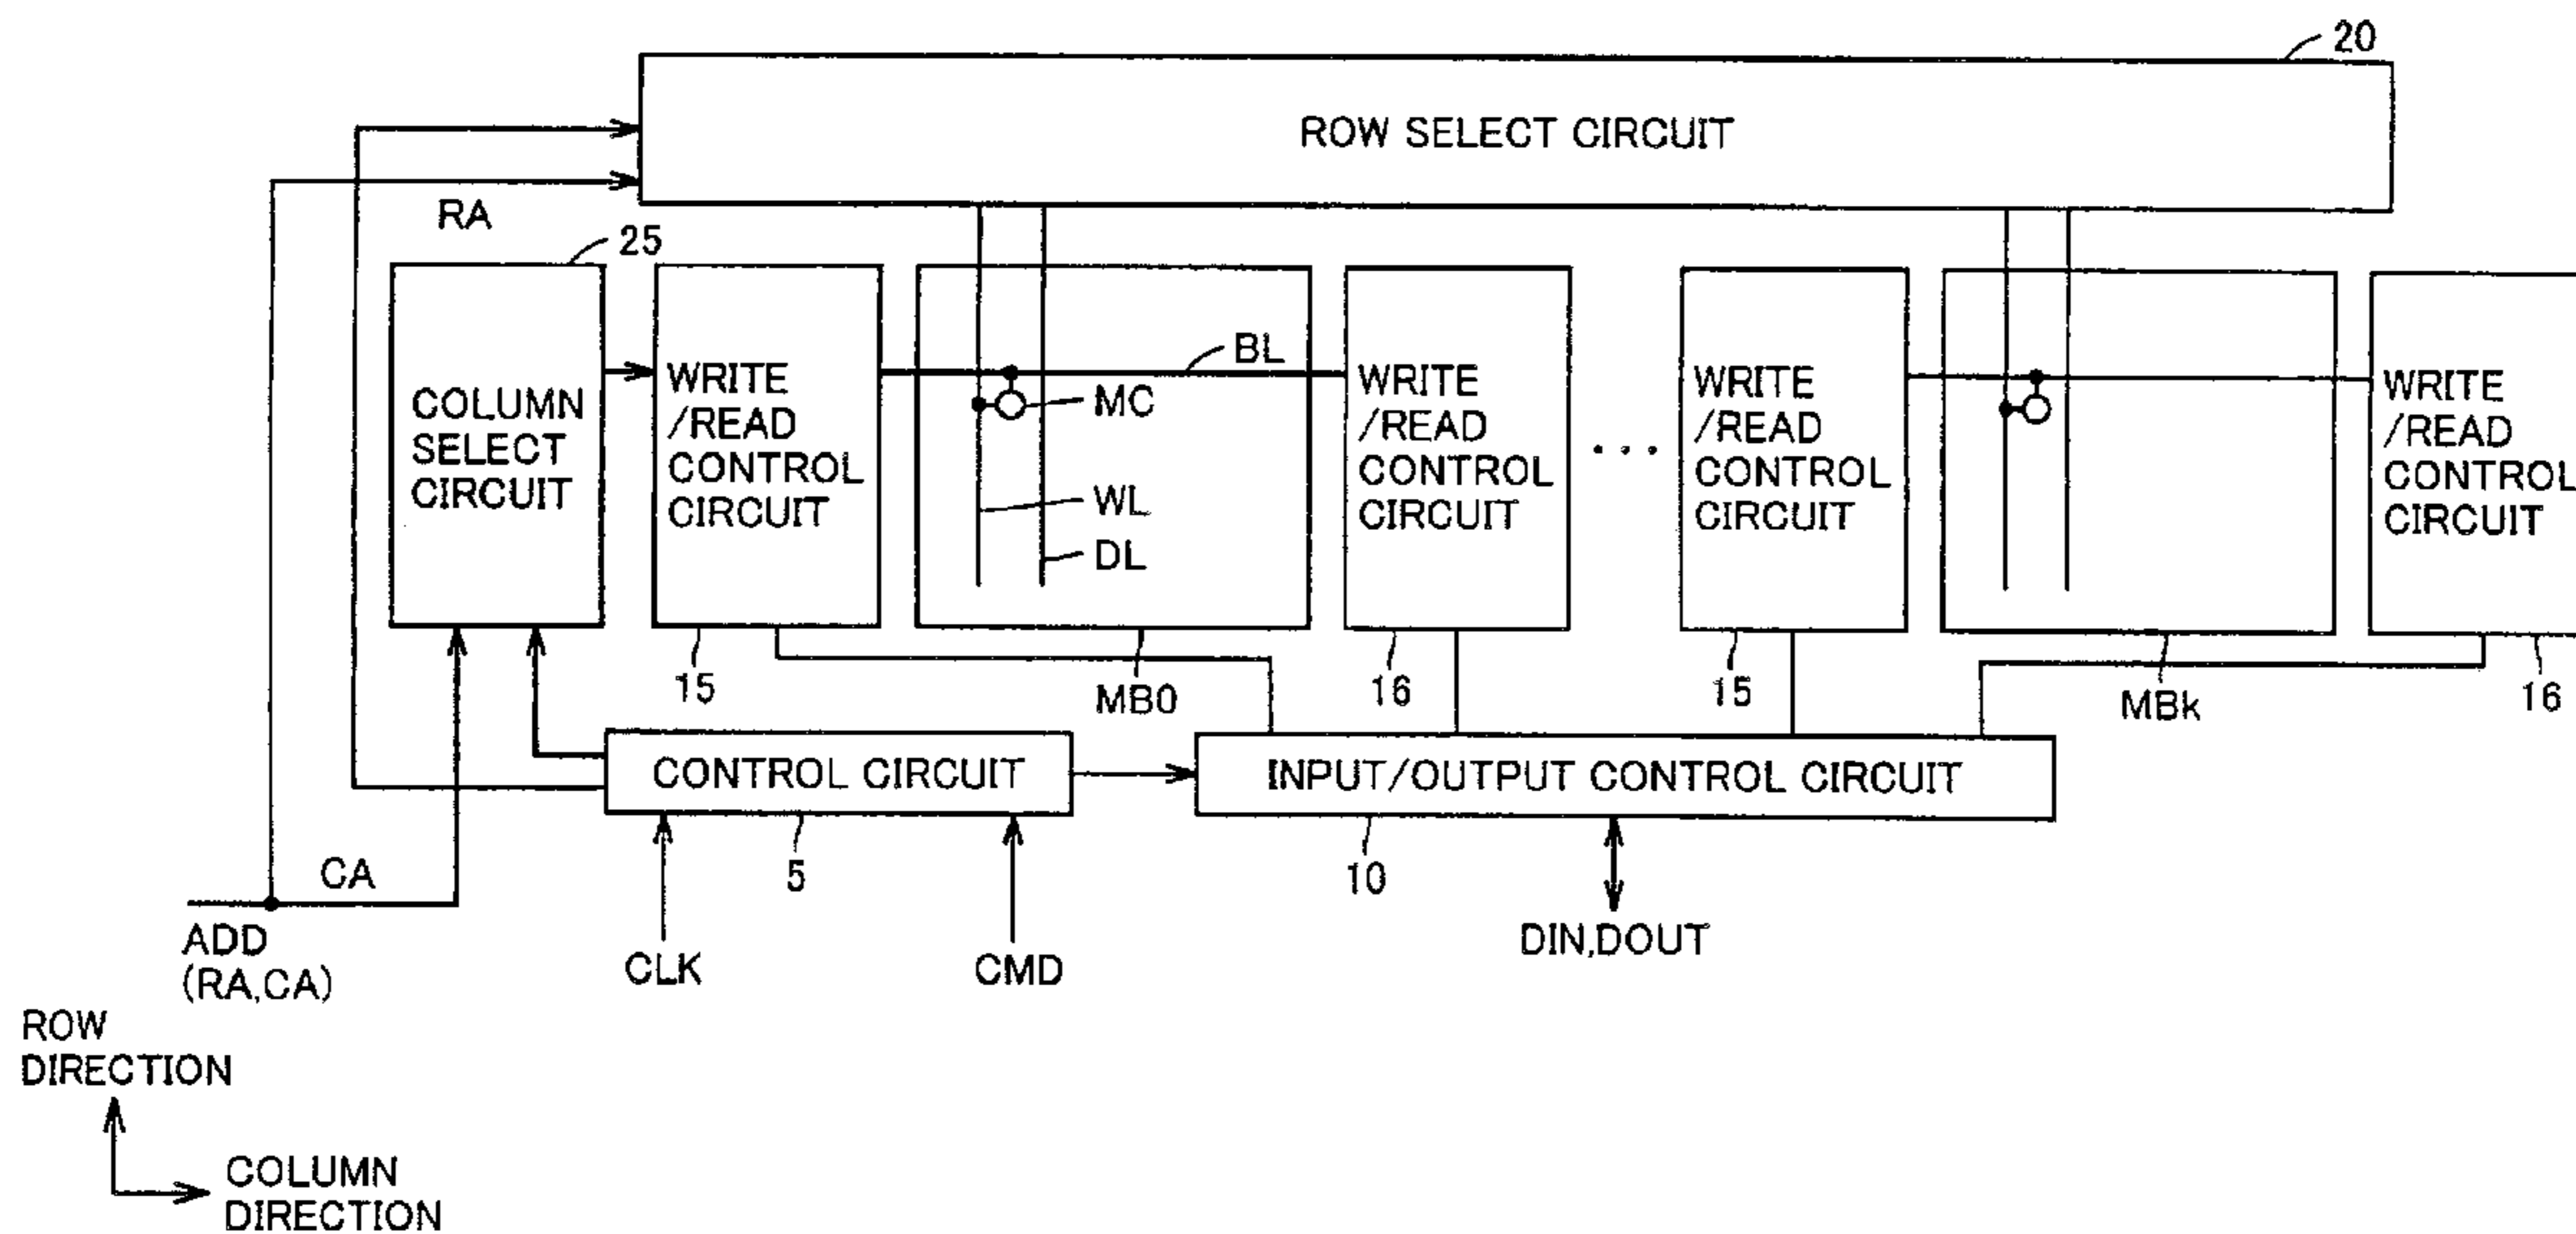 20
ROW SELECT CIRCUIT
RA
25
COLUMN
SELECT
CIRCUIT
WRITE
/READ
CONTROL
CIRCUIT
BL
MC
WL
DL
WRITE
/READ
CONTROL
CIRCUIT
...
WRITE
/READ
CONTROL
CIRCUIT
WRITE
/READ
CONTROL
CIRCUIT
15
MB0
16
15
MBk
16
CONTROL CIRCUIT
INPUT/OUTPUT CONTROL CIRCUIT
CA
5
10
ADD
(RA,CA)
CLK
CMD
DIN,DOUT
ROW
DIRECTION
COLUMN
DIRECTION